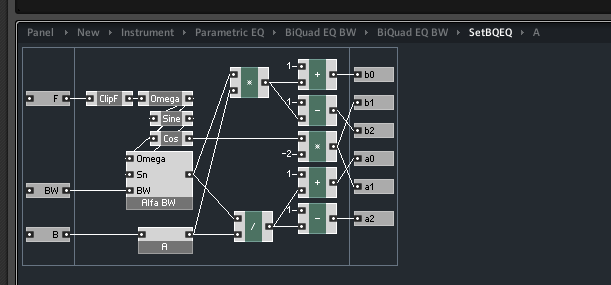 Panel New Instrument Parametric EQ BiQuad EQ BW BiQuad EQ BW SetBQEQ A
1
+
b0
*
F
ClipF
Omega
1
-
b1
Sine
b2
Cos
*
-2
Omega
a0
Sn
1
+
BW
BW
a1
Alfa BW
1
-
a2
B
/
A